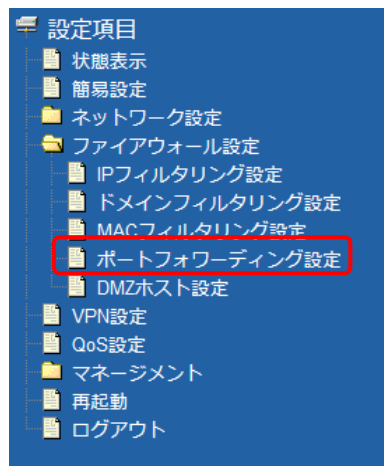 設定項目
状態表示
簡易設定
ネットワーク設定
ファイアウォール設定
IPフィルタリング設定
ドメインフィルタリング設定
MACフィルタリング設定
ポートフォワーディング設定
DMZホスト設定
VPN設定
QoS設定
マネージメント
再起動
ログアウト